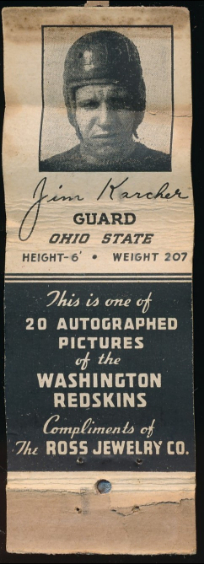 Jim Karcher
GUARD
OHIO STATE
HEIGHT-6' • WEIGHT 207
This is one of
20 AUTOGRAPHED
PICTURES
of the
WASHINGTON
REDSKINS
Compliments of
The ROSS JEWELRY CO.